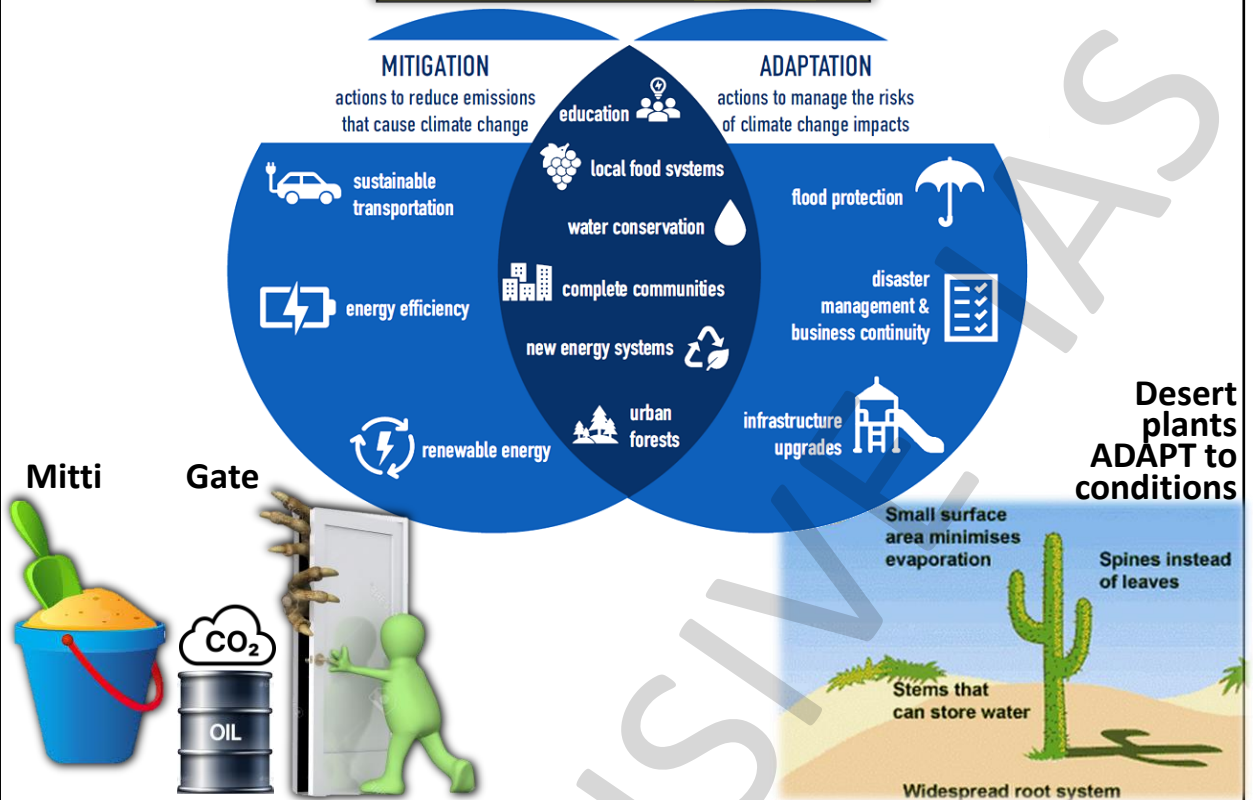 MITIGATION
actions to reduce emissions
that cause climate change
ADAPTATION
actions to manage the risks
of climate change impacts
sustainable
transportation
energy efficiency
renewable energy
education
local food systems
water conservation
complete communities
new energy systems
urban
forests
flood protection
disaster
management &
business continuity
infrastructure
upgrades
Mitti
Gate
CO₂
OIL
Desert
plants
ADAPT to
conditions
Small surface
area minimises
evaporation
Spines instead
of leaves
Stems that
can store water
Widespread root system
SIVE IAS